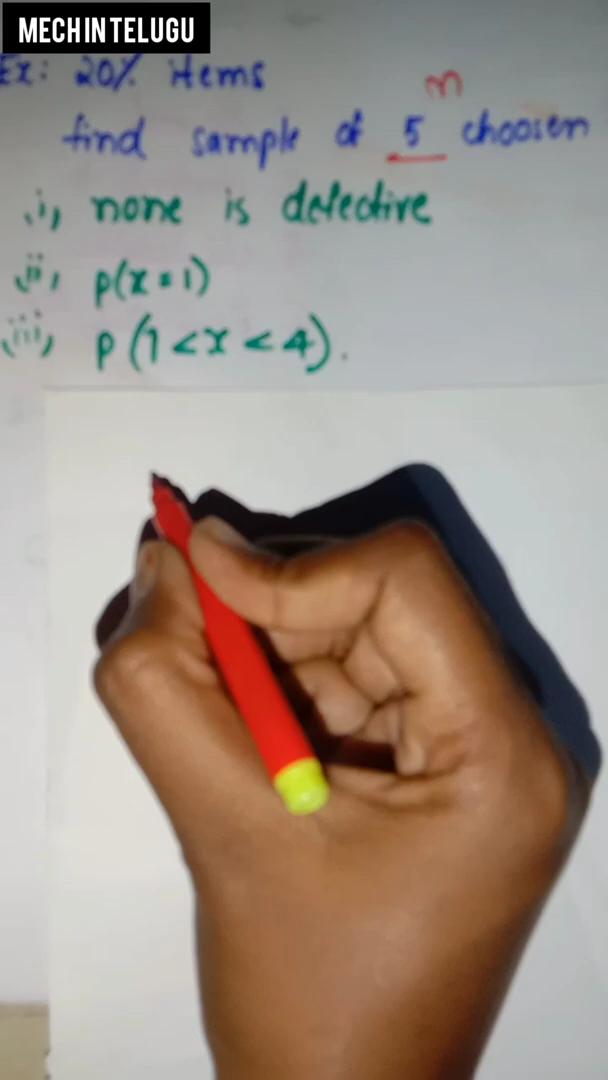 MECH IN TELUGU
Ex: 20% items
n
find sample of 5 choosen
i, none is defective
ii, p(x=1)
iii, p(1<x<4).